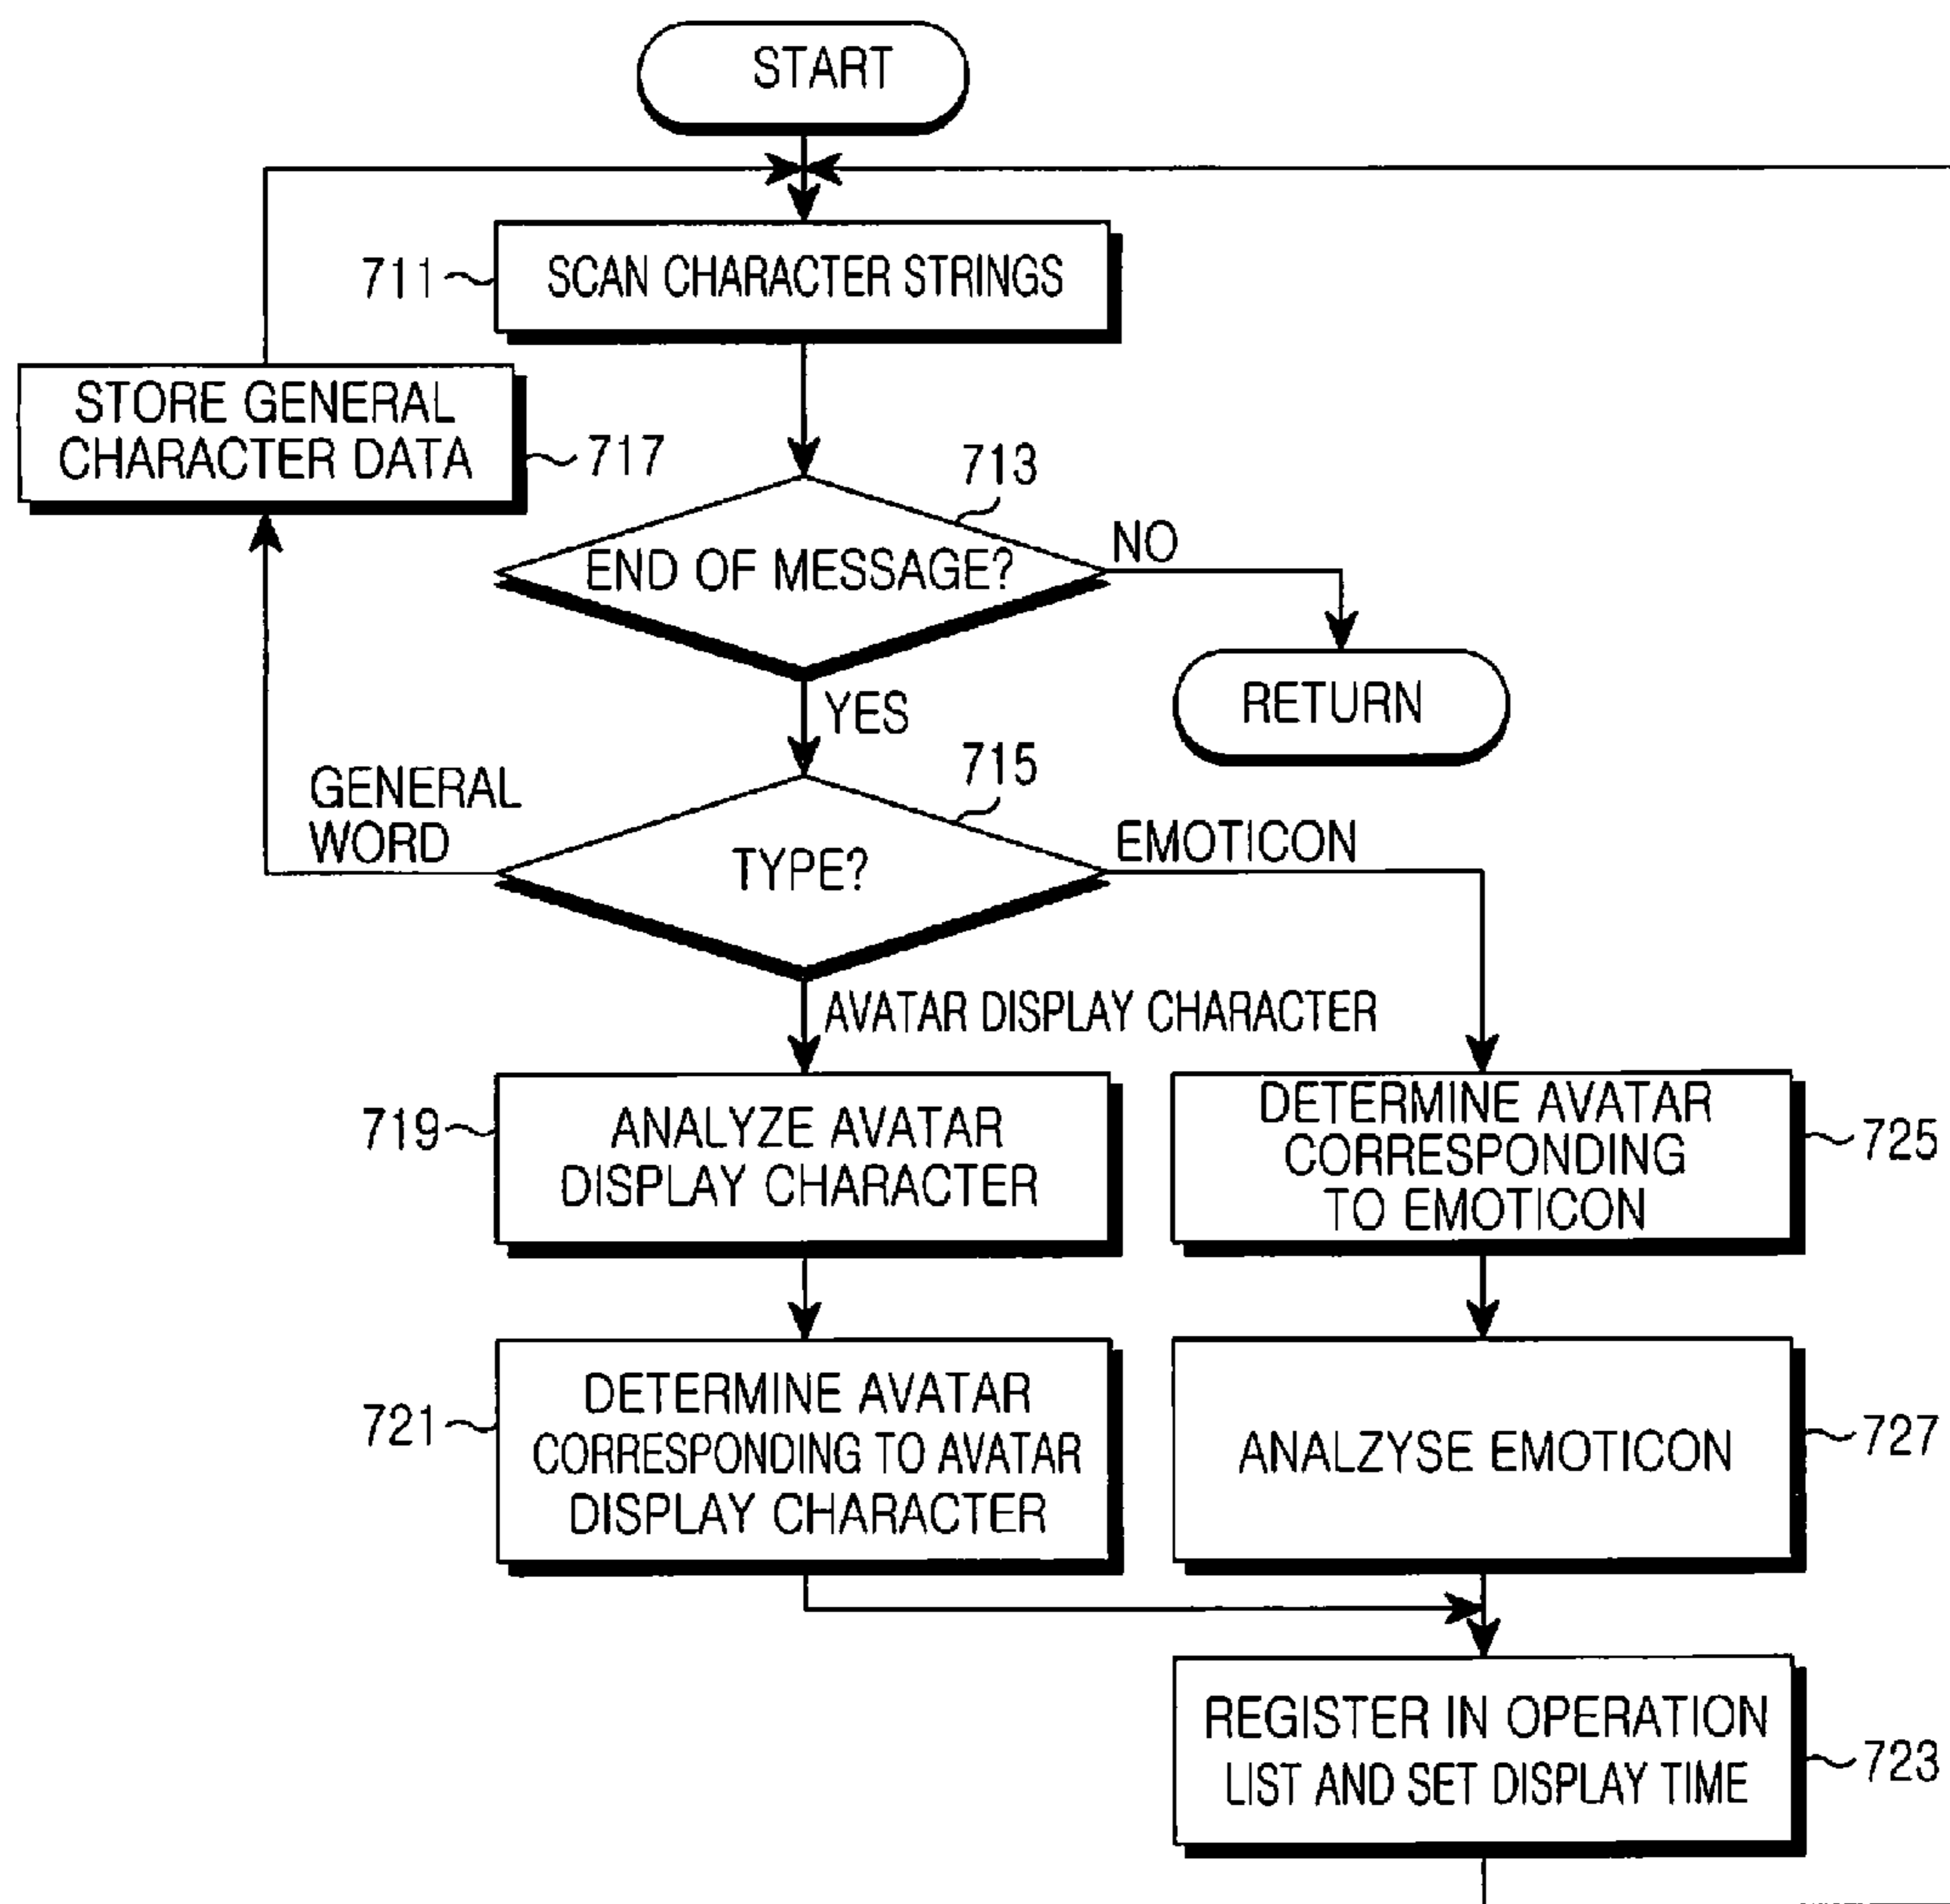 START
711
SCAN CHARACTER STRINGS
STORE GENERAL
CHARACTER DATA
717
713
END OF MESSAGE?
NO
RETURN
YES
715
GENERAL
WORD
TYPE?
EMOTICON
AVATAR DISPLAY CHARACTER
719
ANALYZE AVATAR
DISPLAY CHARACTER
DETERMINE AVATAR
CORRESPONDING
TO EMOTICON
725
721
DETERMINE AVATAR
CORRESPONDING TO AVATAR
DISPLAY CHARACTER
ANALZYSE EMOTICON
727
REGISTER IN OPERATION
LIST AND SET DISPLAY TIME
723